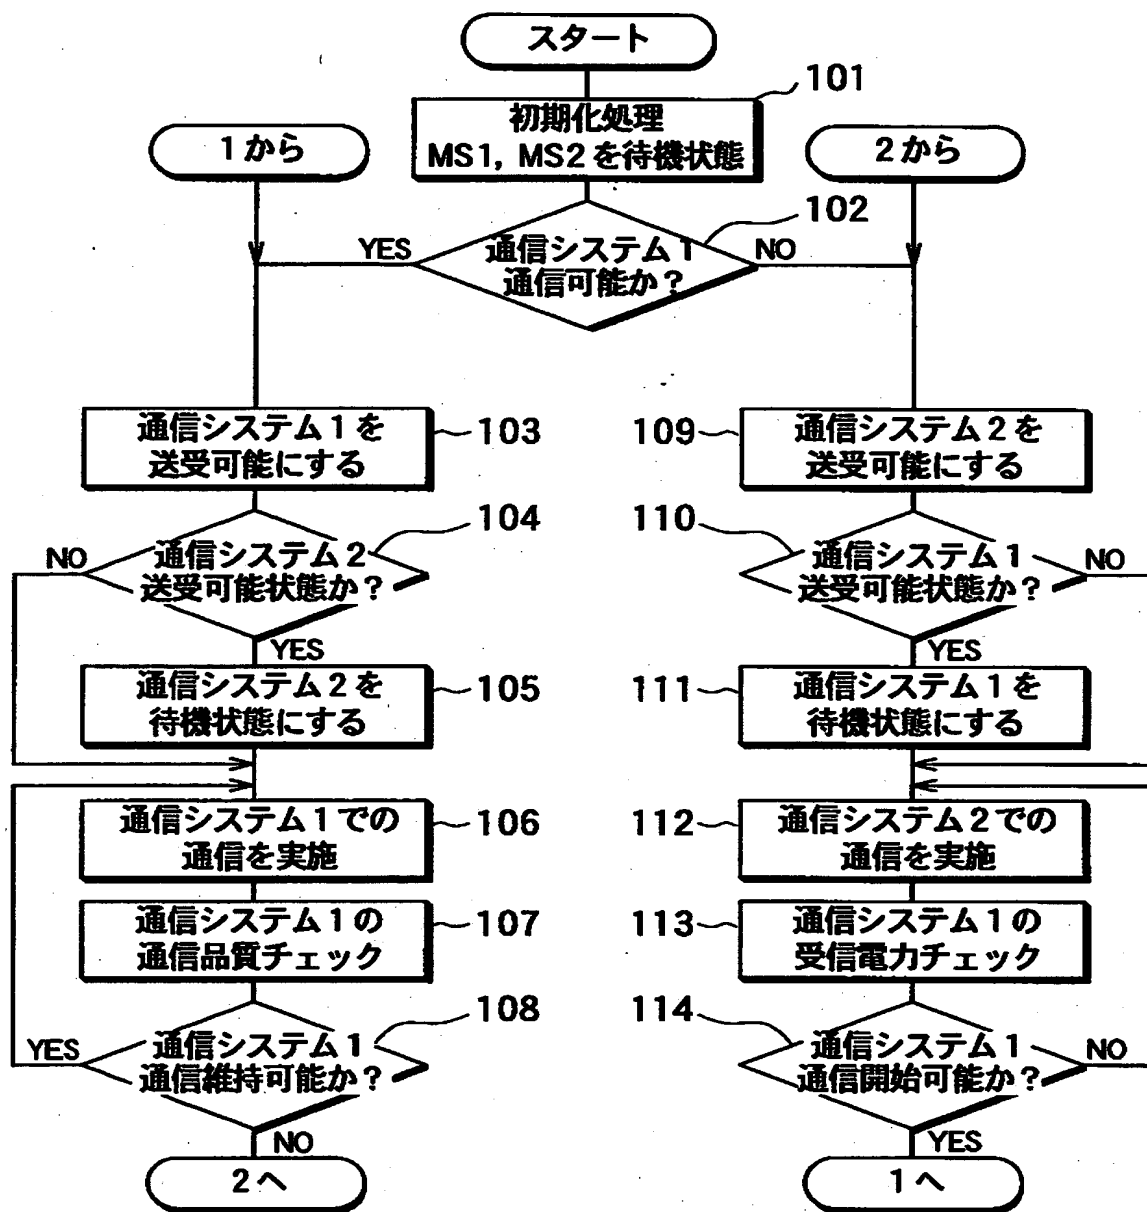 スタート
101
初期化処理
MS1, MS2を待機状態
1から
2から
102
通信システム1
通信可能か?
YES
NO
通信システム1を
送受可能にする
103
通信システム2
送受可能状態か?
104
NO
YES
通信システム2を
待機状態にする
105
通信システム1での
通信を実施
106
通信システム1の
通信品質チェック
107
通信システム1
通信維持可能か?
108
YES
NO
2へ
109
通信システム2を
送受可能にする
110
通信システム1
送受可能状態か?
NO
YES
111
通信システム1を
待機状態にする
112
通信システム2での
通信を実施
113
通信システム1の
受信電力チェック
114
通信システム1
通信開始可能か?
NO
YES
1へ